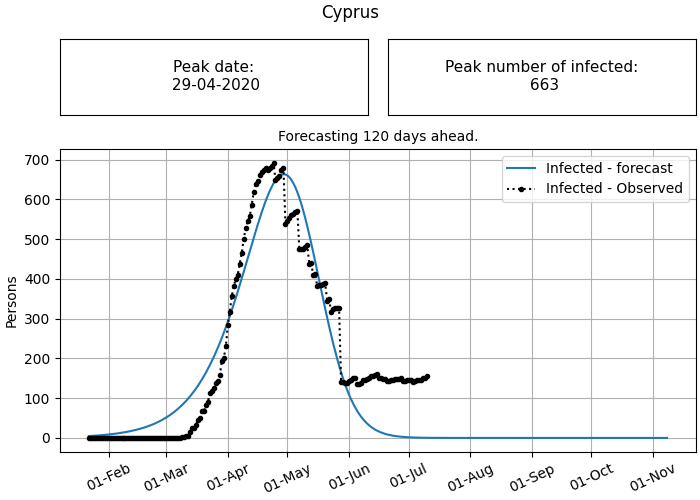 Cyprus
Peak date:
29-04-2020
Peak number of infected:
663
Forecasting 120 days ahead.
Infected - forecast
Infected - Observed
Persons
700
600
500
400
300
200
100
0
01-Feb
01-Mar
01-Apr
01-May
01-Jun
01-Jul
01-Aug
01-Sep
01-Oct
01-Nov